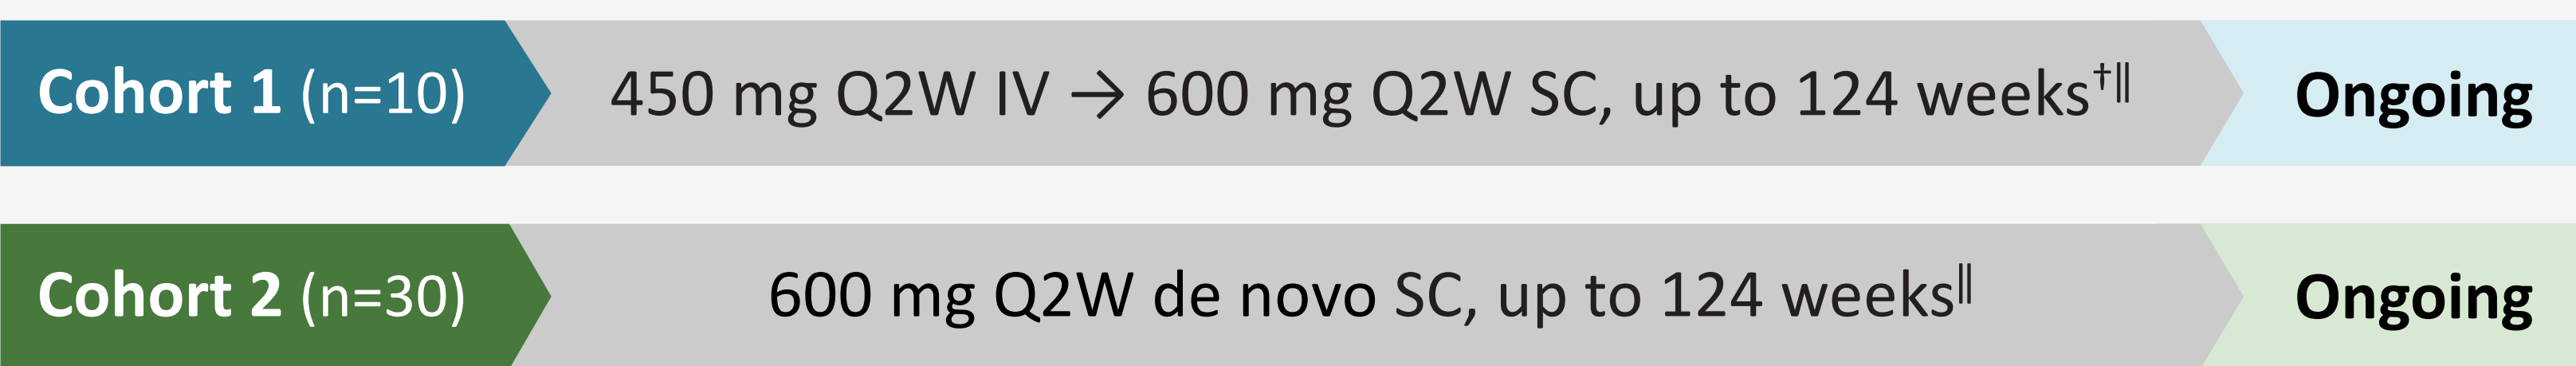 Cohort 1 (n=10) 450 mg Q2W IV → 600 mg Q2W SC, up to 124 weeks†‖ Ongoing
Cohort 2 (n=30) 600 mg Q2W de novo SC, up to 124 weeks‖ Ongoing